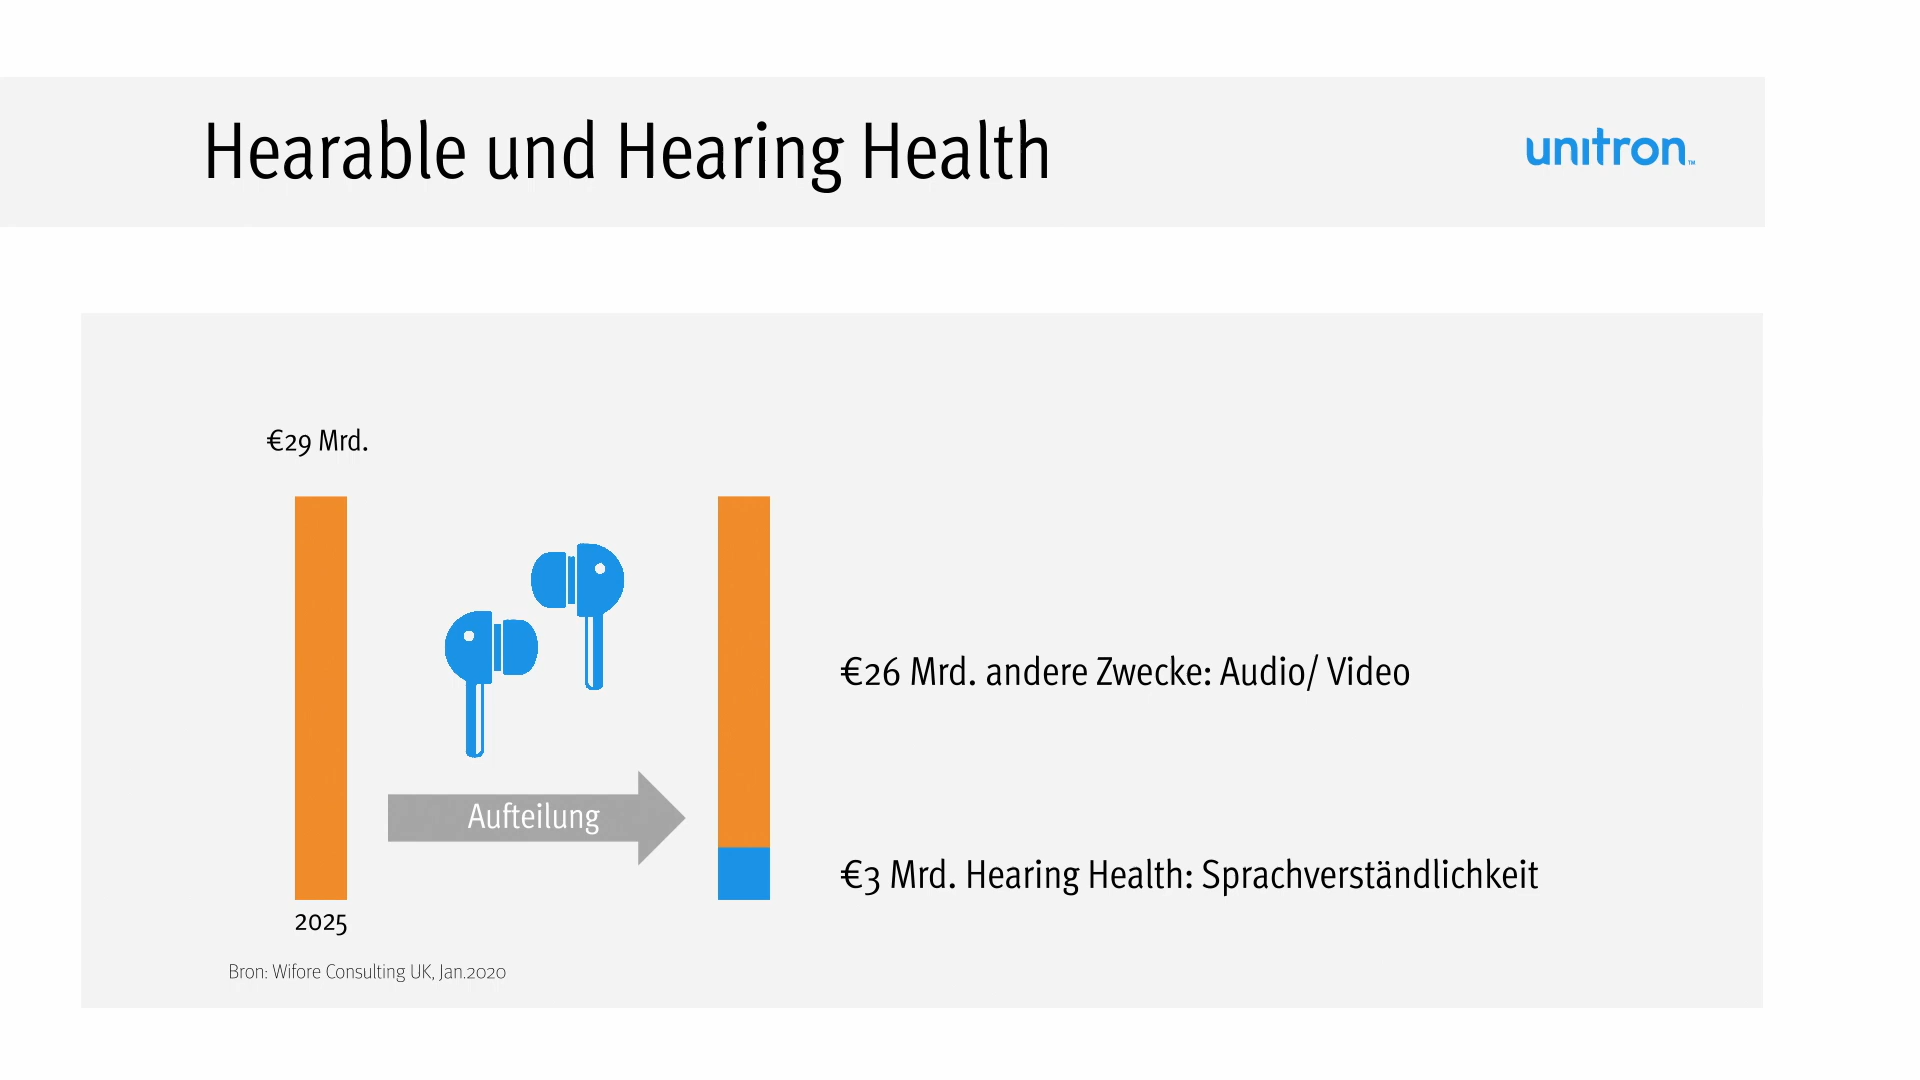 Hearable und Hearing Health
unitron™
€29 Mrd.
€26 Mrd. andere Zwecke: Audio/ Video
Aufteilung
€3 Mrd. Hearing Health: Sprachverständlichkeit
2025
Bron: Wifore Consulting UK, Jan.2020